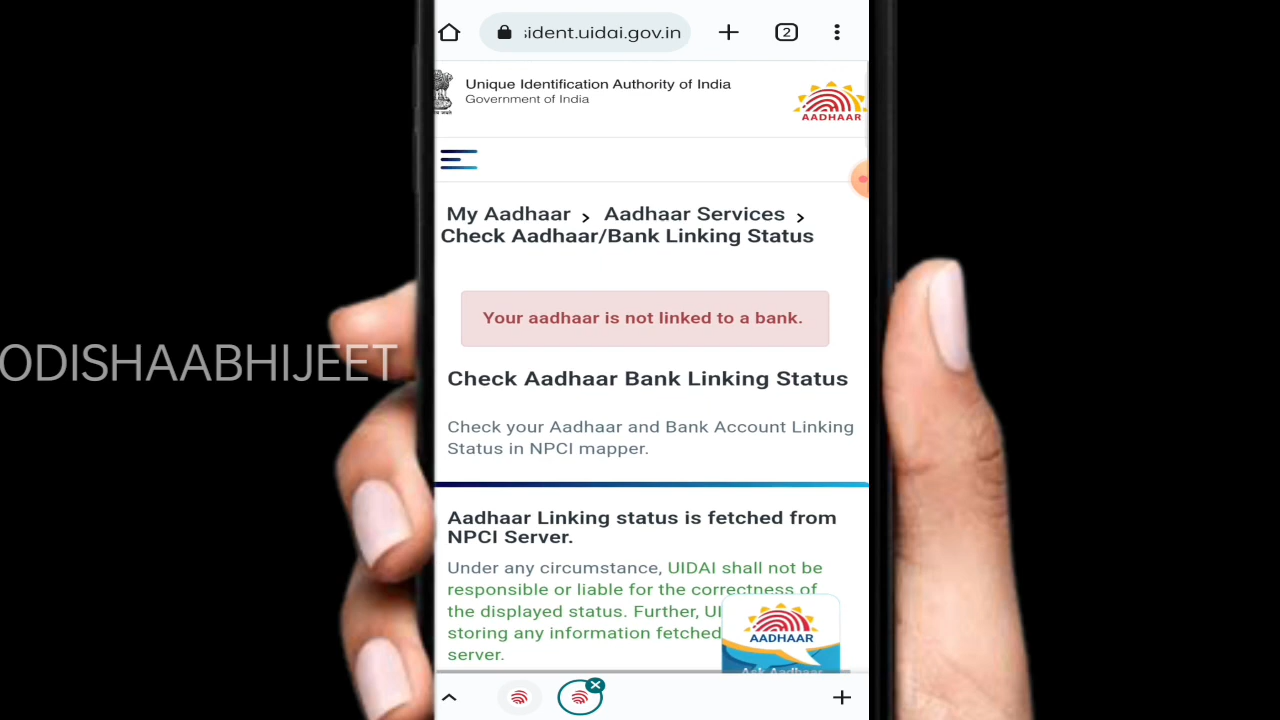 :ident.uidai.gov.in
2
Unique Identification Authority of India
Government of India
AADHAAR
My Aadhaar > Aadhaar Services >
Check Aadhaar/Bank Linking Status
Your aadhaar is not linked to a bank.
ODISHAABHIJEET
Check Aadhaar Bank Linking Status
Check your Aadhaar and Bank Account Linking
Status in NPCI mapper.
Aadhaar Linking status is fetched from
NPCI Server.
Under any circumstance, UIDAI shall not be
responsible or liable for the correctness of
the displayed status. Further, UI
storing any information fetched
server.
AADHAAR
Ask Aadhaar